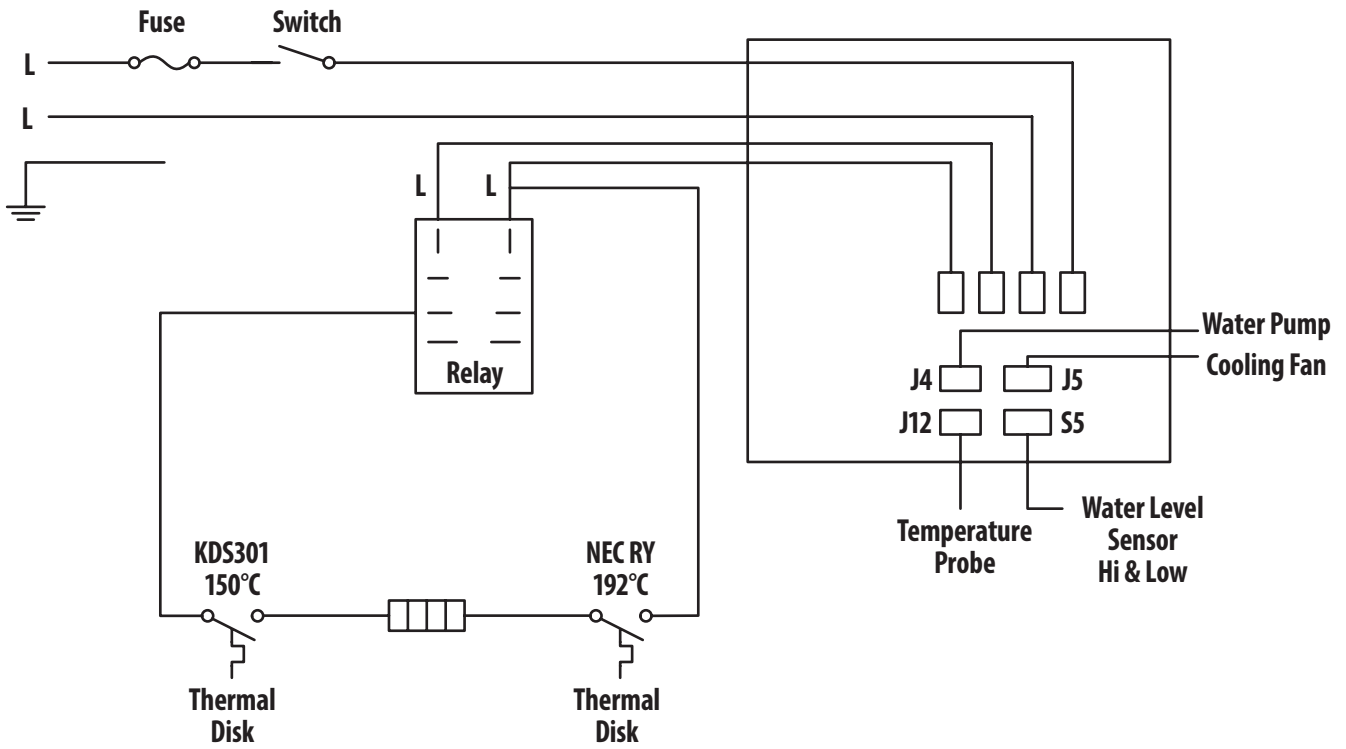 Fuse
Switch
L
L
L
L
Relay
Water Pump
Cooling Fan
J4
J5
J12
S5
Temperature
Probe
Water Level
Sensor
Hi & Low
KDS301
150°C
NEC RY
192°C
Thermal
Disk
Thermal
Disk